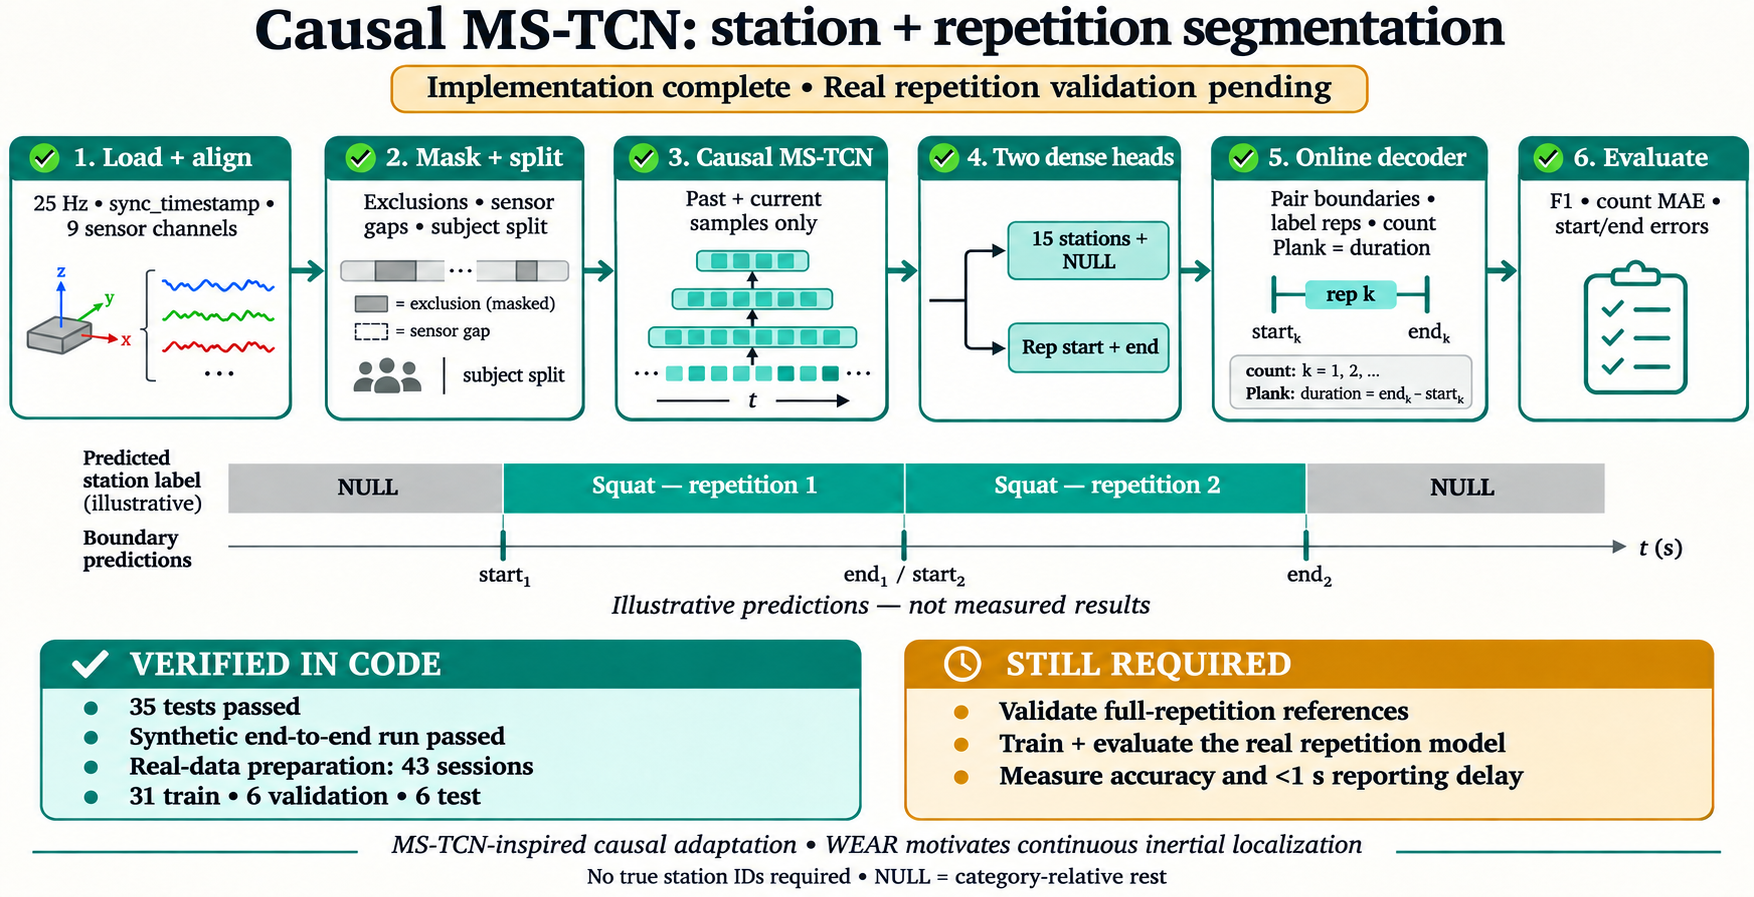 Causal MS-TCN: station + repetition segmentation
Implementation complete • Real repetition validation pending
1. Load + align
25 Hz • sync_timestamp •
9 sensor channels
z
y
x
...
2. Mask + split
Exclusions • sensor
gaps • subject split
...
= exclusion (masked)
= sensor gap
subject split
3. Causal MS-TCN
Past + current
samples only
... ...
t
4. Two dense heads
15 stations +
NULL
Rep start + end
5. Online decoder
Pair boundaries •
label reps • count
Plank = duration
rep k
startₖ endₖ
count: k = 1, 2, ...
Plank: duration = endₖ – startₖ
6. Evaluate
F1 • count MAE •
start/end errors
Predicted
station label
(illustrative)
NULL Squat — repetition 1 Squat — repetition 2 NULL
Boundary
predictions
t (s)
start₁ end₁ / start₂ end₂
Illustrative predictions — not measured results
VERIFIED IN CODE
• 35 tests passed
• Synthetic end-to-end run passed
• Real-data preparation: 43 sessions
• 31 train • 6 validation • 6 test
STILL REQUIRED
• Validate full-repetition references
• Train + evaluate the real repetition model
• Measure accuracy and <1 s reporting delay
MS-TCN-inspired causal adaptation • WEAR motivates continuous inertial localization
No true station IDs required • NULL = category-relative rest